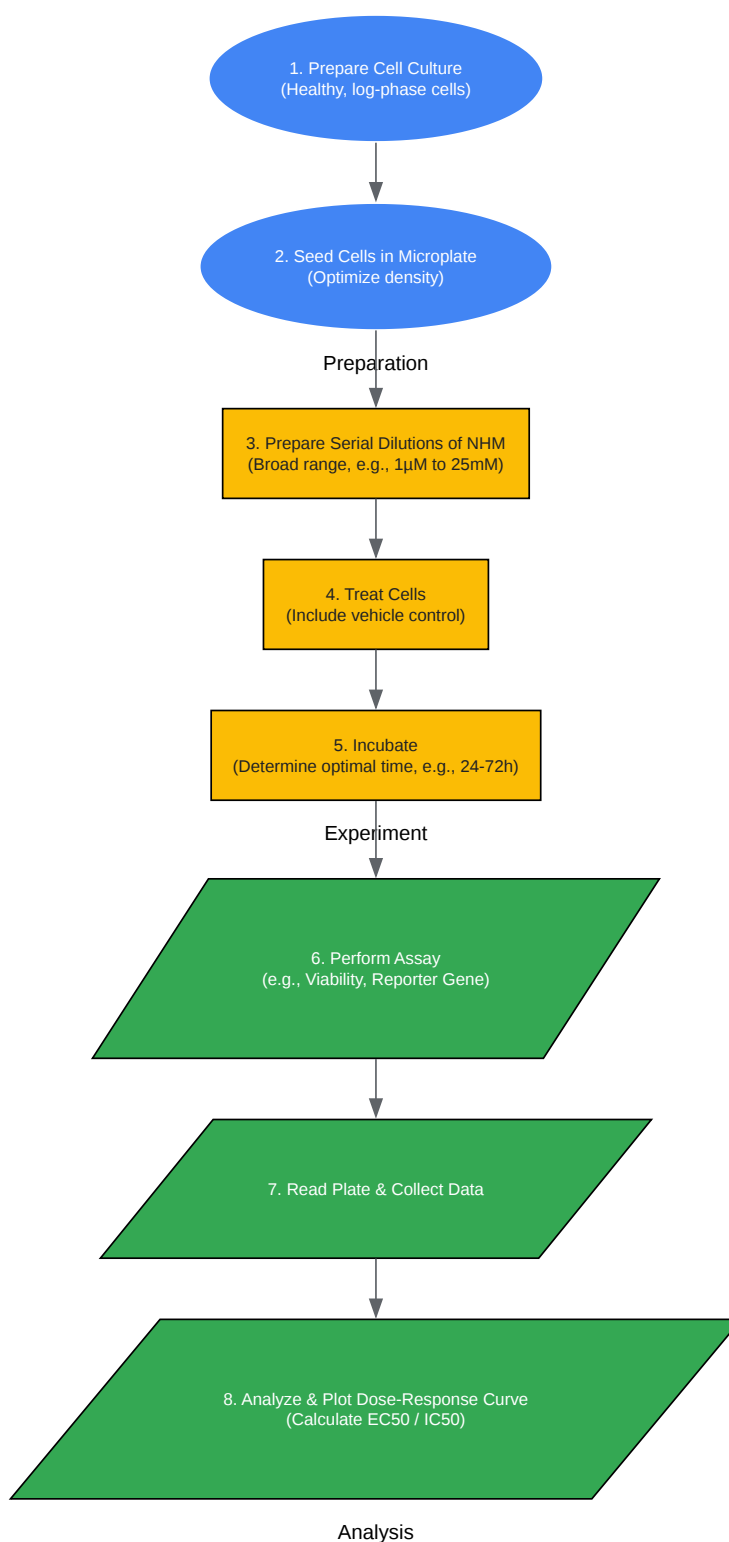 1. Prepare Cell Culture
(Healthy, log-phase cells)
2. Seed Cells in Microplate
(Optimize density)
Preparation
3. Prepare Serial Dilutions of NHM
(Broad range, e.g., 1µM to 25mM)
4. Treat Cells
(Include vehicle control)
5. Incubate
(Determine optimal time, e.g., 24-72h)
Experiment
6. Perform Assay
(e.g., Viability, Reporter Gene)
7. Read Plate & Collect Data
8. Analyze & Plot Dose-Response Curve
(Calculate EC50 / IC50)
Analysis